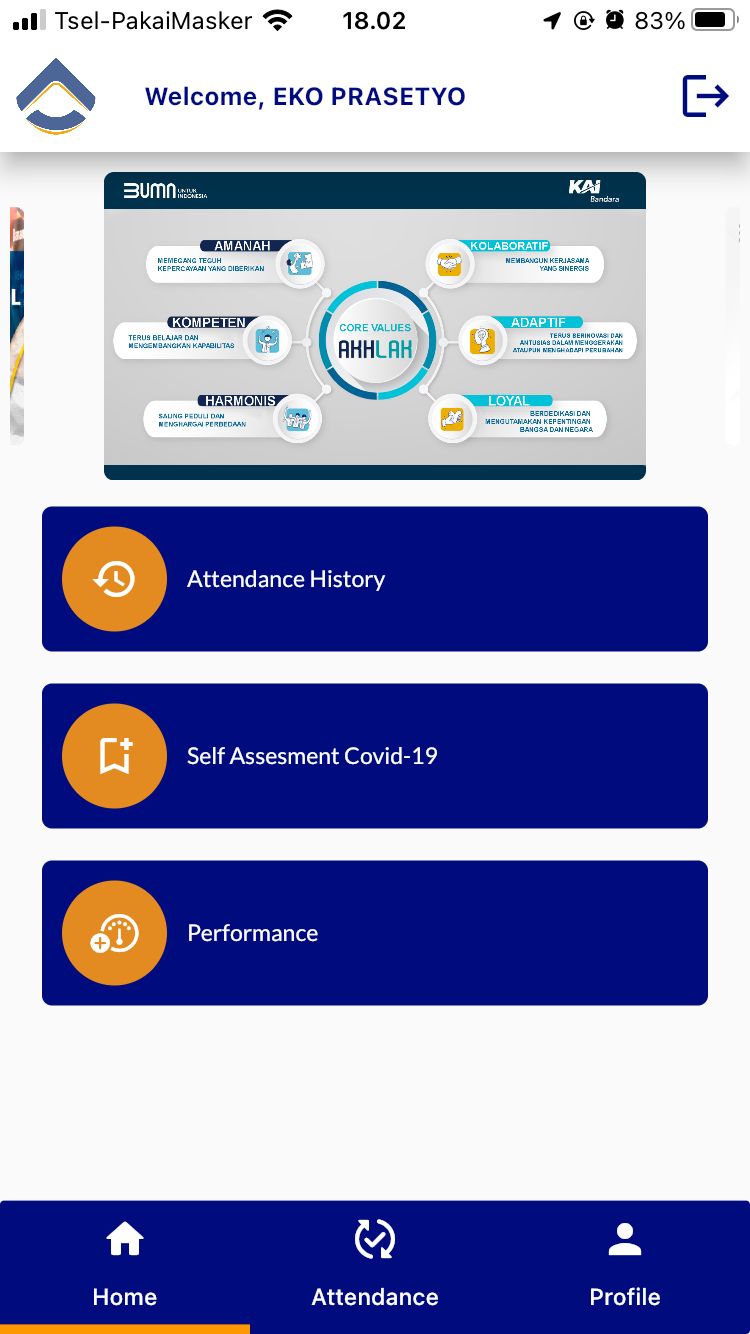 Tsel-PakaiMasker 18.02 83%
Welcome, EKO PRASETYO
BUMN UNTUK
INDONESIA
KAI
Bandara
L
AMANAH
MEMEGANG TEGUH
KEPERCAYAAN YANG DIBERIKAN
KOLABORATIF
MEMBANGUN KERJASAMA
YANG SINERGIS
KOMPETEN
TERUS BELAJAR DAN
MENGEMBANGKAN KAPABILITAS
CORE VALUES
AKHLAK
ADAPTIF
TERUS BERINOVASI DAN
ANTUSIAS DALAM MENGGERAKAN
ATAUPUN MENGHADAPI PERUBAHAN
HARMONIS
SALING PEDULI DAN
MENGHARGAI PERBEDAAN
LOYAL
BERDEDIKASI DAN
MENGUTAMAKAN KEPENTINGAN
BANGSA DAN NEGARA
Attendance History
Self Assesment Covid-19
Performance
Home Attendance Profile